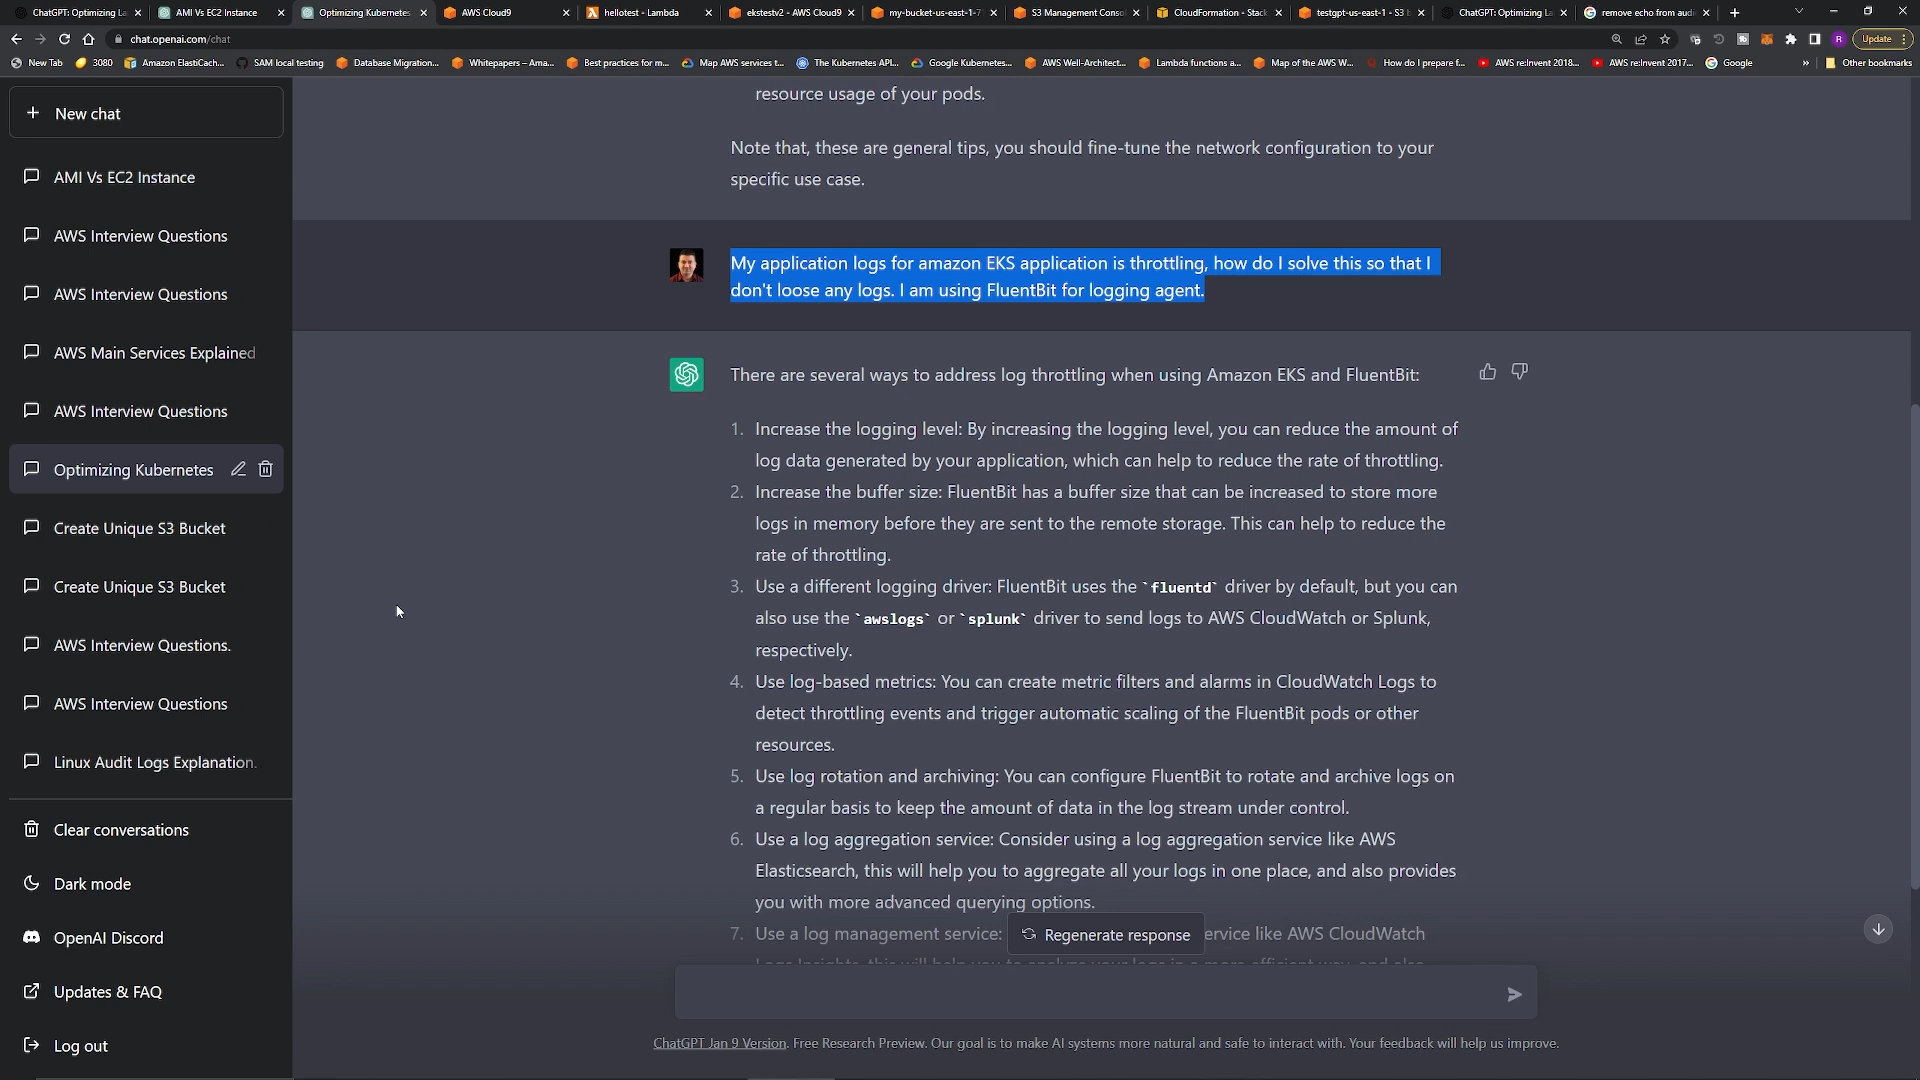 ChatGPT: Optimizing La
AMI Vs EC2 Instance
Optimizing Kubernetes
AWS Cloud9
hellotest - Lambda
ekstestv2 - AWS Cloud9
my-bucket-us-east-1-7
S3 Management Consol
CloudFormation - Stack
testgpt-us-east-1 - S3 b
ChatGPT: Optimizing La
remove echo from audi
chat.openai.com/chat
R
Update
New Tab
3080
Amazon ElastiCach...
SAM local testing
Database Migration...
Whitepapers – Ama...
Best practices for m...
Map AWS services t...
The Kubernetes API...
Google Kubernetes...
AWS Well-Architect...
Lambda functions a...
Map of the AWS W...
How do I prepare f...
AWS re:Invent 2018...
AWS re:Invent 2017...
Google
»
Other bookmarks
+ New chat
AMI Vs EC2 Instance
AWS Interview Questions
AWS Interview Questions
AWS Main Services Explained
AWS Interview Questions
Optimizing Kubernetes
Create Unique S3 Bucket
Create Unique S3 Bucket
AWS Interview Questions.
AWS Interview Questions
Linux Audit Logs Explanation.
Clear conversations
Dark mode
OpenAI Discord
Updates & FAQ
Log out
resource usage of your pods.
Note that, these are general tips, you should fine-tune the network configuration to your
specific use case.
My application logs for amazon EKS application is throttling, how do I solve this so that I
don't loose any logs. I am using FluentBit for logging agent.
There are several ways to address log throttling when using Amazon EKS and FluentBit:
1. Increase the logging level: By increasing the logging level, you can reduce the amount of
log data generated by your application, which can help to reduce the rate of throttling.
2. Increase the buffer size: FluentBit has a buffer size that can be increased to store more
logs in memory before they are sent to the remote storage. This can help to reduce the
rate of throttling.
3. Use a different logging driver: FluentBit uses the `fluentd` driver by default, but you can
also use the `awslogs` or `splunk` driver to send logs to AWS CloudWatch or Splunk,
respectively.
4. Use log-based metrics: You can create metric filters and alarms in CloudWatch Logs to
detect throttling events and trigger automatic scaling of the FluentBit pods or other
resources.
5. Use log rotation and archiving: You can configure FluentBit to rotate and archive logs on
a regular basis to keep the amount of data in the log stream under control.
6. Use a log aggregation service: Consider using a log aggregation service like AWS
Elasticsearch, this will help you to aggregate all your logs in one place, and also provides
you with more advanced querying options.
7. Use a log management service: ervice like AWS CloudWatch
Regenerate response
ChatGPT Jan 9 Version. Free Research Preview. Our goal is to make AI systems more natural and safe to interact with. Your feedback will help us improve.